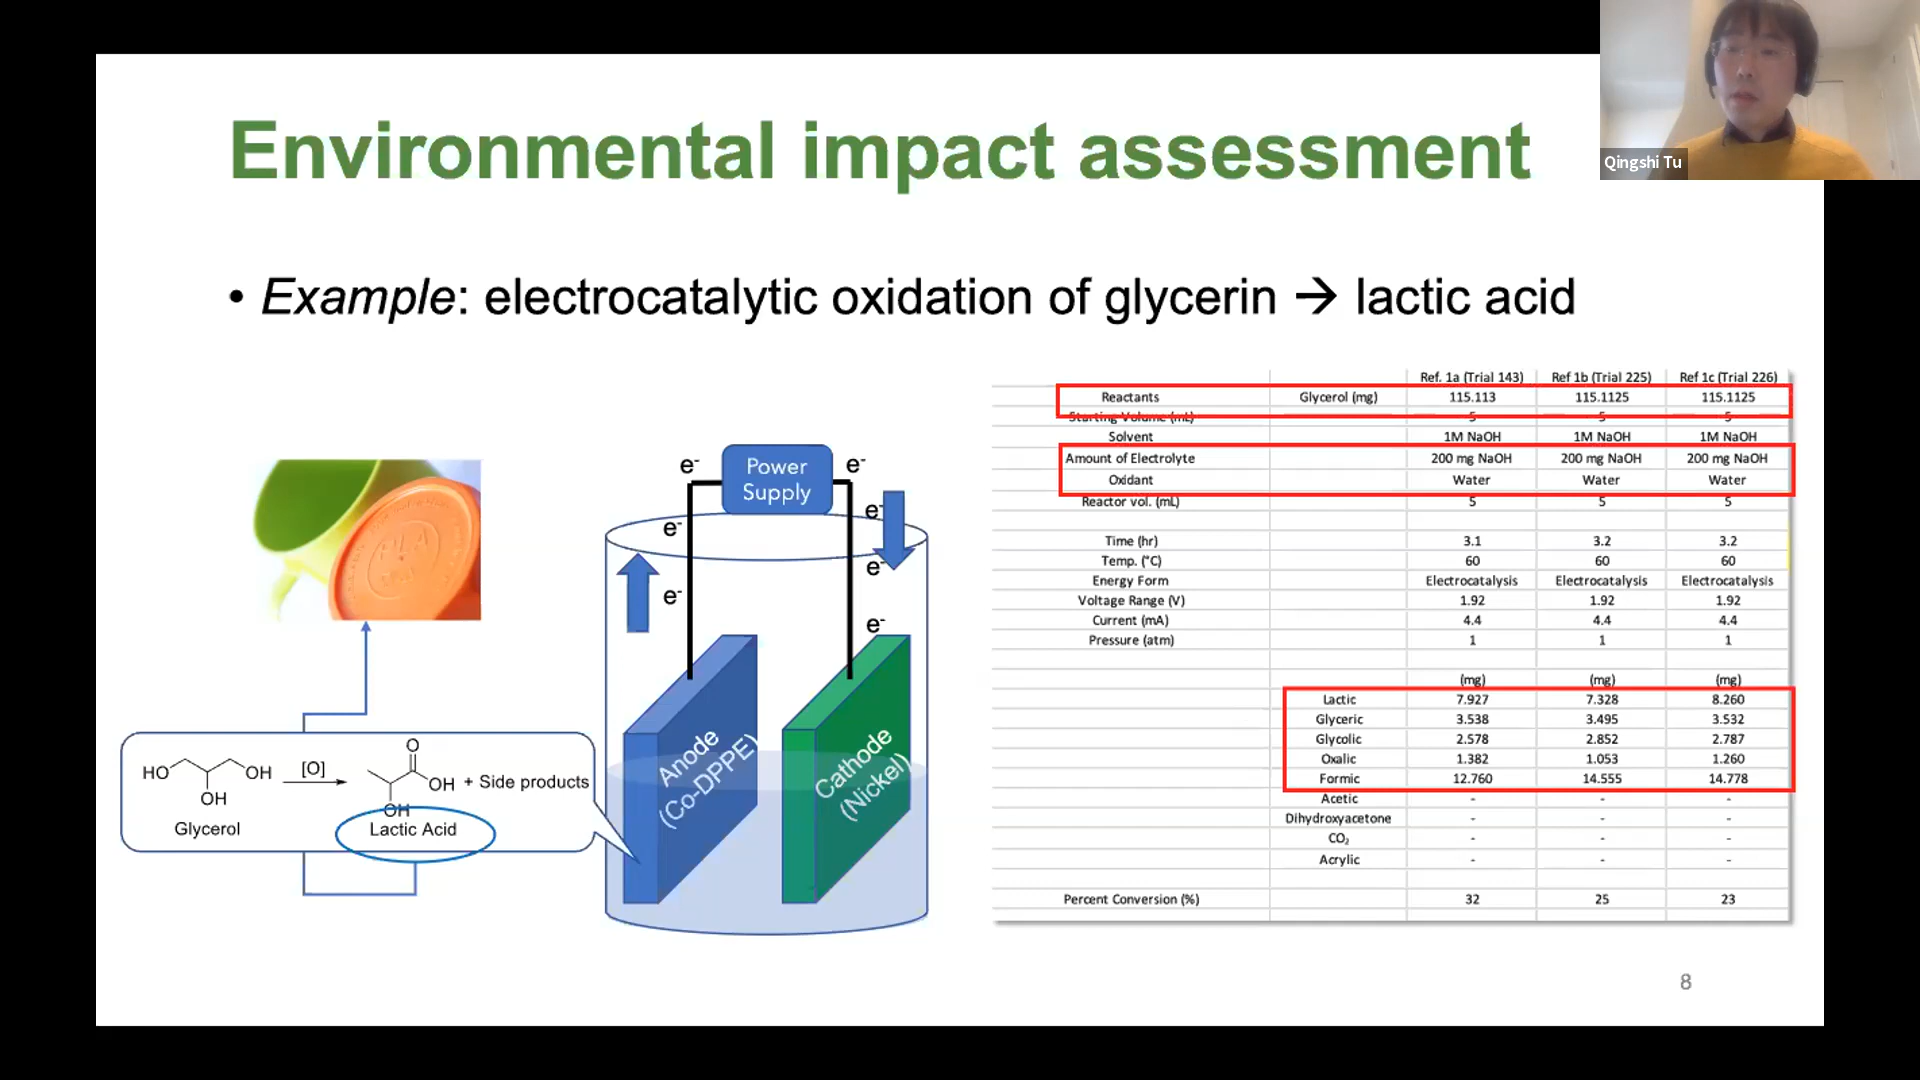 Qingshi Tu
Environmental impact assessment
• Example: electrocatalytic oxidation of glycerin → lactic acid
PLA
Power
Supply
e-
e-
e-
e-
e-
e-
e-
Anode
(Co-DPPE)
Cathode
(Nickel)
HO
OH
OH
[O]
O
OH
OH
+ Side products
Glycerol
Lactic Acid
Ref. 1a (Trial 143) Ref 1b (Trial 225) Ref 1c (Trial 226)
Reactants Glycerol (mg) 115.113 115.1125 115.1125
Starting Volume (mL) 5 5 5
Solvent 1M NaOH 1M NaOH 1M NaOH
Amount of Electrolyte 200 mg NaOH 200 mg NaOH 200 mg NaOH
Oxidant Water Water Water
Reactor vol. (mL) 5 5 5
Time (hr) 3.1 3.2 3.2
Temp. (°C) 60 60 60
Energy Form Electrocatalysis Electrocatalysis Electrocatalysis
Voltage Range (V) 1.92 1.92 1.92
Current (mA) 4.4 4.4 4.4
Pressure (atm) 1 1 1
(mg) (mg) (mg)
Lactic 7.927 7.328 8.260
Glyceric 3.538 3.495 3.532
Glycolic 2.578 2.852 2.787
Oxalic 1.382 1.053 1.260
Formic 12.760 14.555 14.778
Acetic - - -
Dihydroxyacetone - - -
CO₂ - - -
Acrylic - - -
Percent Conversion (%) 32 25 23
8